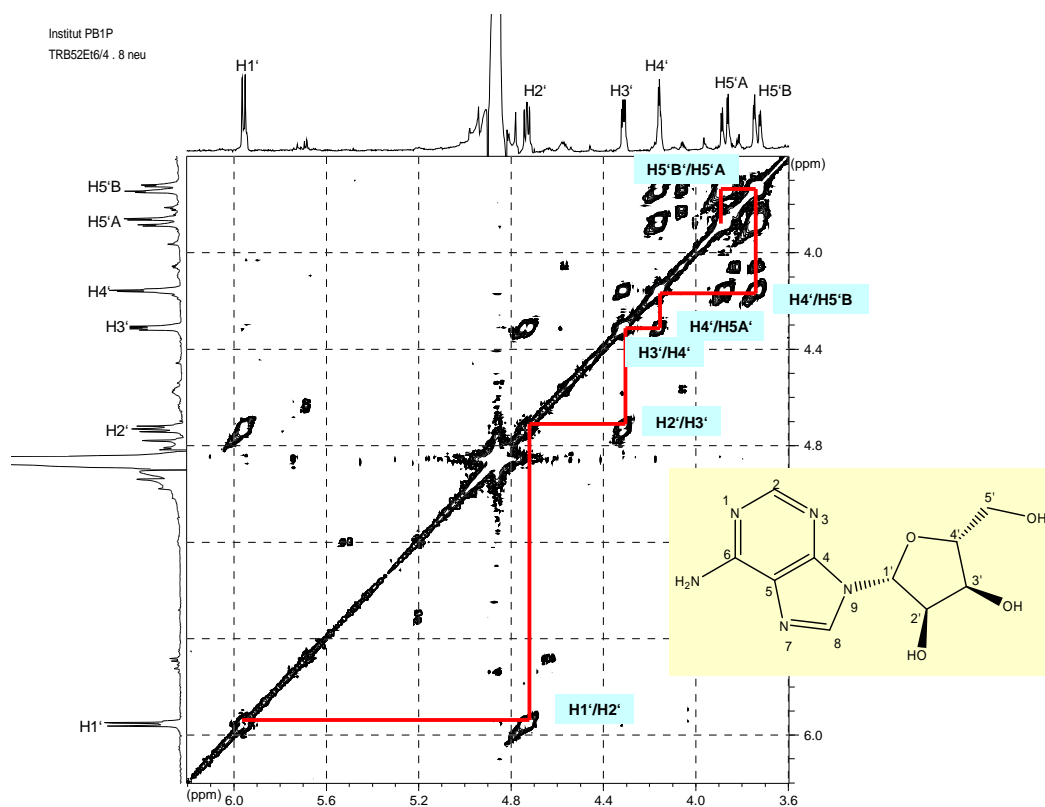 Institut PB1P
TRB52Et6/4 . 8 neu
H1‘
H2‘
H3‘
H4‘
H5‘A
H5‘B
(ppm)
H5‘B
H5‘A
H4‘
H3‘
H2‘
H1‘
H5‘B‘/H5‘A
H4‘/H5‘B
H4‘/H5A‘
H3‘/H4‘
H2‘/H3‘
H1‘/H2‘
4.0
4.4
4.8
6.0
(ppm)
6.0
5.6
5.2
4.8
4.4
4.0
3.6
1
N
2
N
3
6
4
5
H2N
N
9
N
7
8
O
1'
2'
3'
4'
5'
OH
OH
HO